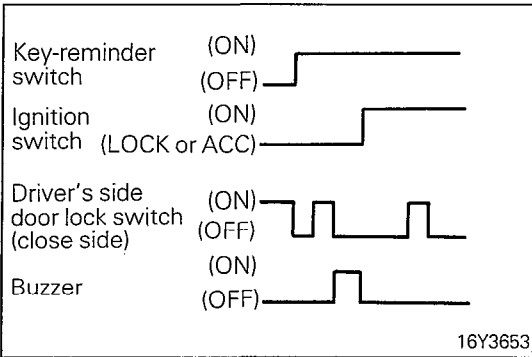 Key-reminder switch (ON)
(OFF)
Ignition switch (ON)
(LOCK or ACC)
Driver's side door lock switch (close side) (ON)
(OFF)
Buzzer (ON)
(OFF)
16Y3653